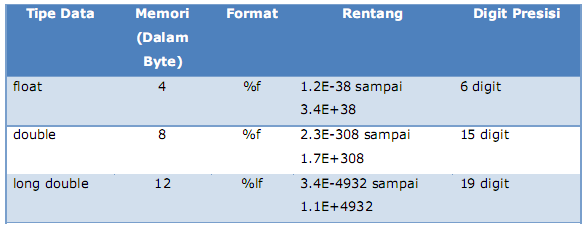 Tipe Data Memori (Dalam Byte) Format Rentang Digit Presisi
float 4 %f 1.2E-38 sampai 3.4E+38 6 digit
double 8 %f 2.3E-308 sampai 1.7E+308 15 digit
long double 12 %lf 3.4E-4932 sampai 1.1E+4932 19 digit